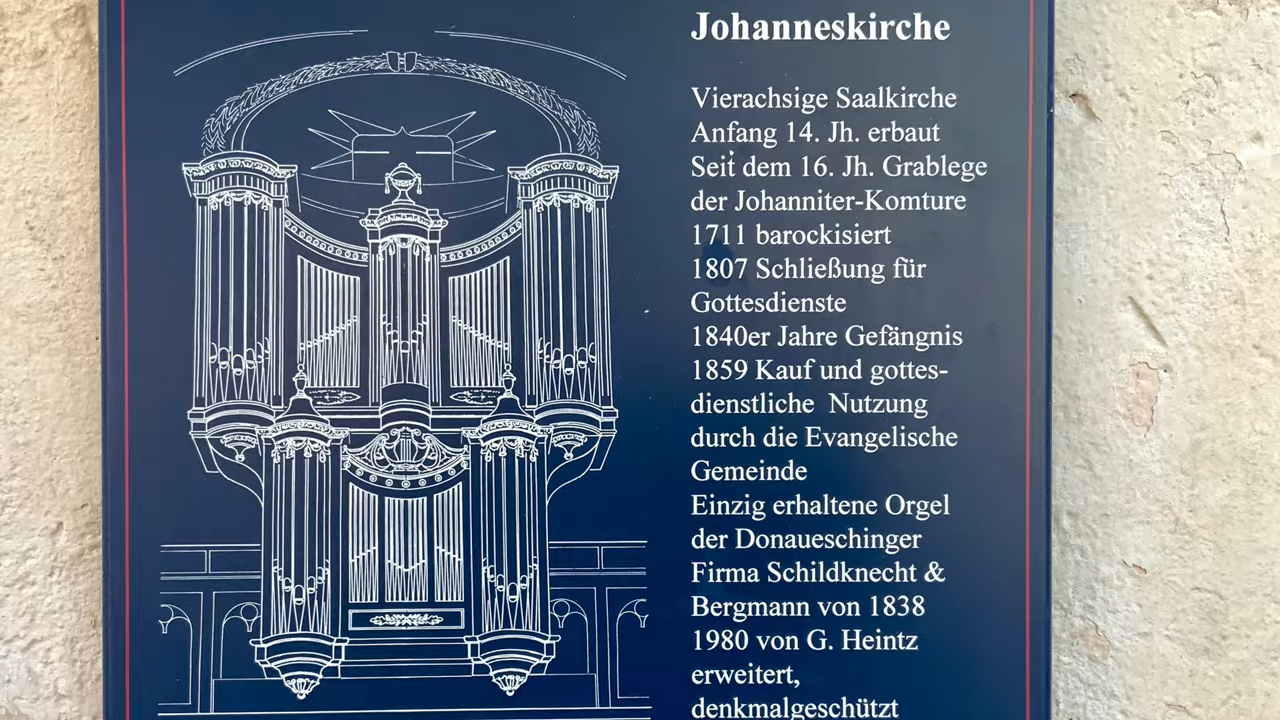 Johanneskirche
Vierachsige Saalkirche
Anfang 14. Jh. erbaut
Seit dem 16. Jh. Grablege
der Johanniter-Komture
1711 barockisiert
1807 Schließung für
Gottesdienste
1840er Jahre Gefängnis
1859 Kauf und gottes-
dienstliche Nutzung
durch die Evangelische
Gemeinde
Einzig erhaltene Orgel
der Donaueschinger
Firma Schildknecht &
Bergmann von 1838
1980 von G. Heintz
erweitert,
denkmalgeschützt